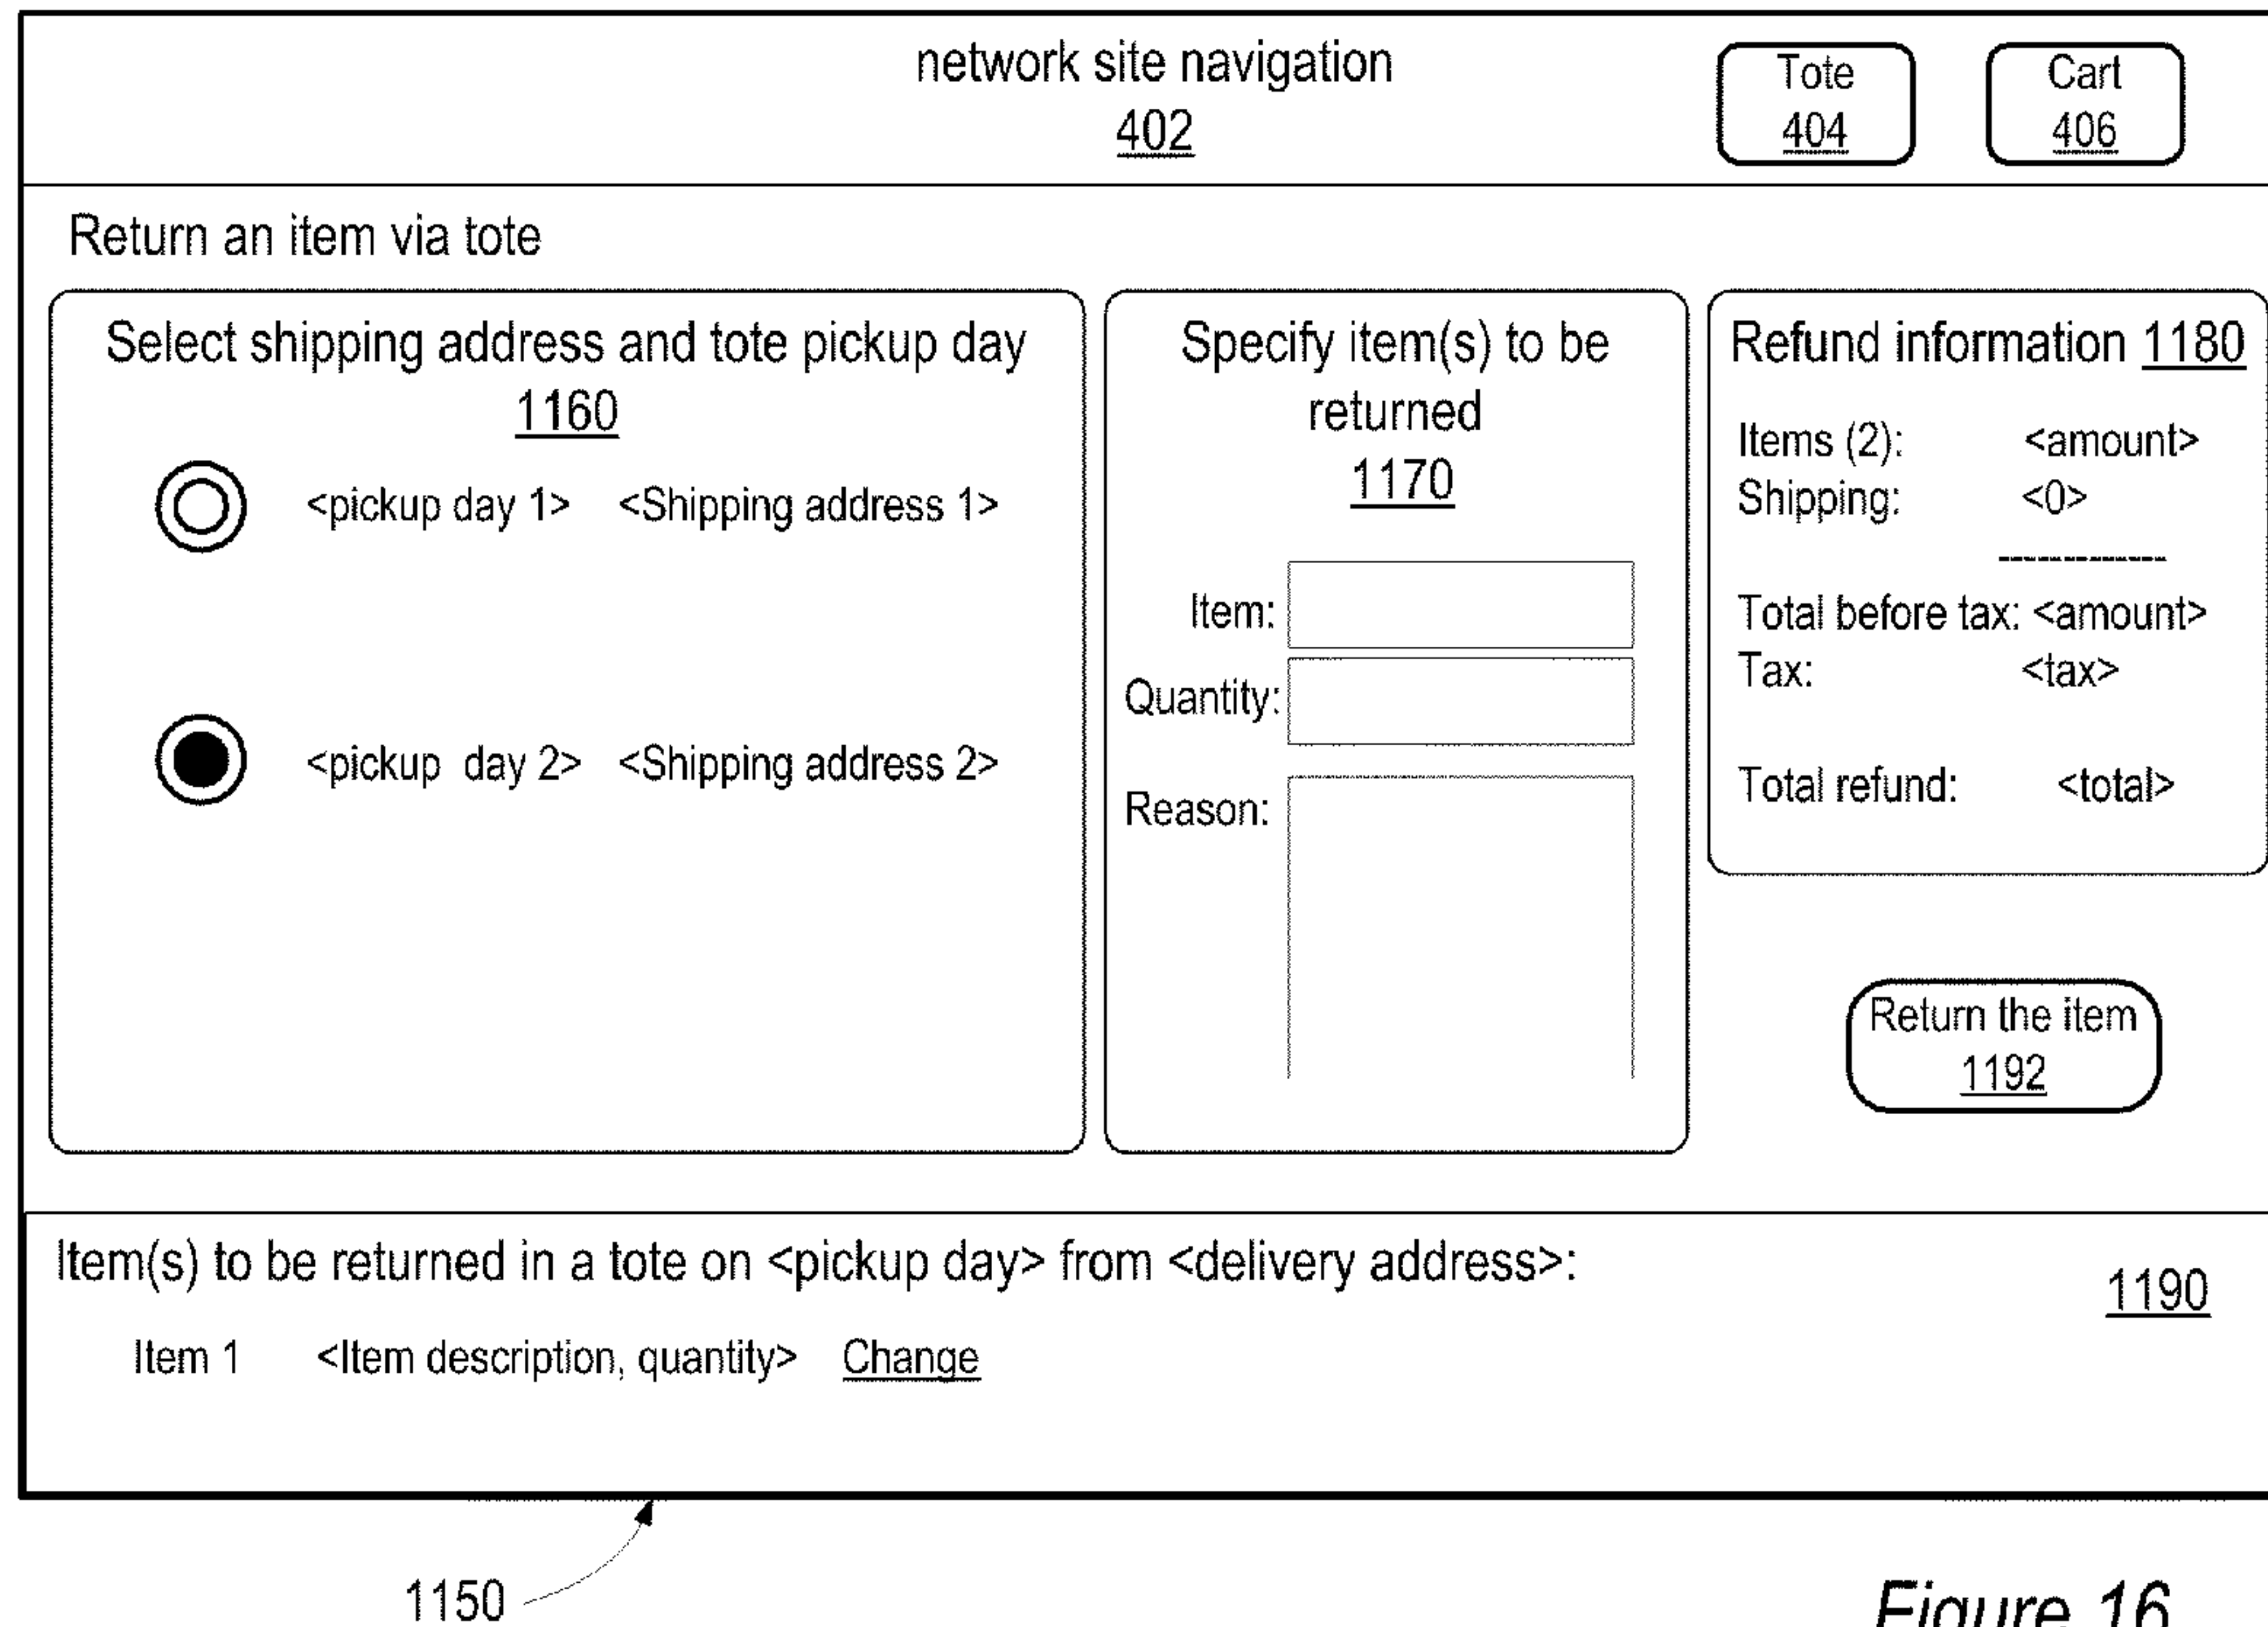 network site navigation
402
Tote
404
Cart
406
Return an item via tote
Select shipping address and tote pickup day
1160
<pickup day 1> <Shipping address 1>
<pickup day 2> <Shipping address 2>
Specify item(s) to be
returned
1170
Item:
Quantity:
Reason:
Refund information 1180
Items (2): <amount>
Shipping: <0>
------------
Total before tax: <amount>
Tax: <tax>
Total refund: <total>
Return the item
1192
Item(s) to be returned in a tote on <pickup day> from <delivery address>:
1190
Item 1 <Item description, quantity> Change
1150
Figure 16